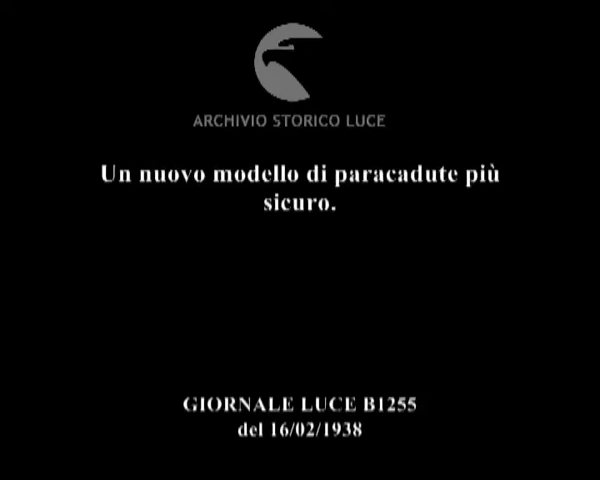 ARCHIVIO STORICO LUCE
Un nuovo modello di paracadute più
sicuro.
GIORNALE LUCE B1255
del 16/02/1938